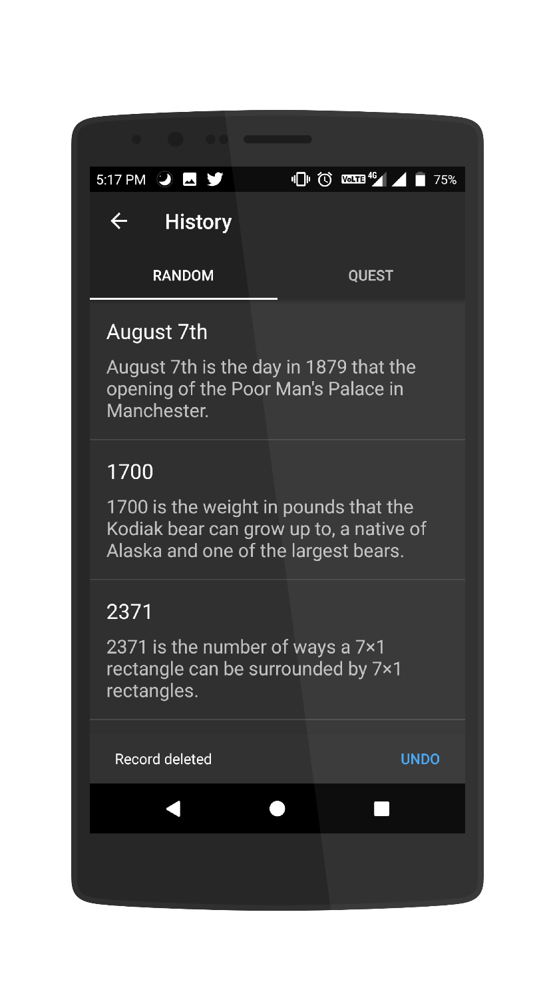 5:17 PM VoLTE 4G 75%
History
RANDOM QUEST
August 7th
August 7th is the day in 1879 that the
opening of the Poor Man's Palace in
Manchester.
1700
1700 is the weight in pounds that the
Kodiak bear can grow up to, a native of
Alaska and one of the largest bears.
2371
2371 is the number of ways a 7×1
rectangle can be surrounded by 7×1
rectangles.
Record deleted UNDO